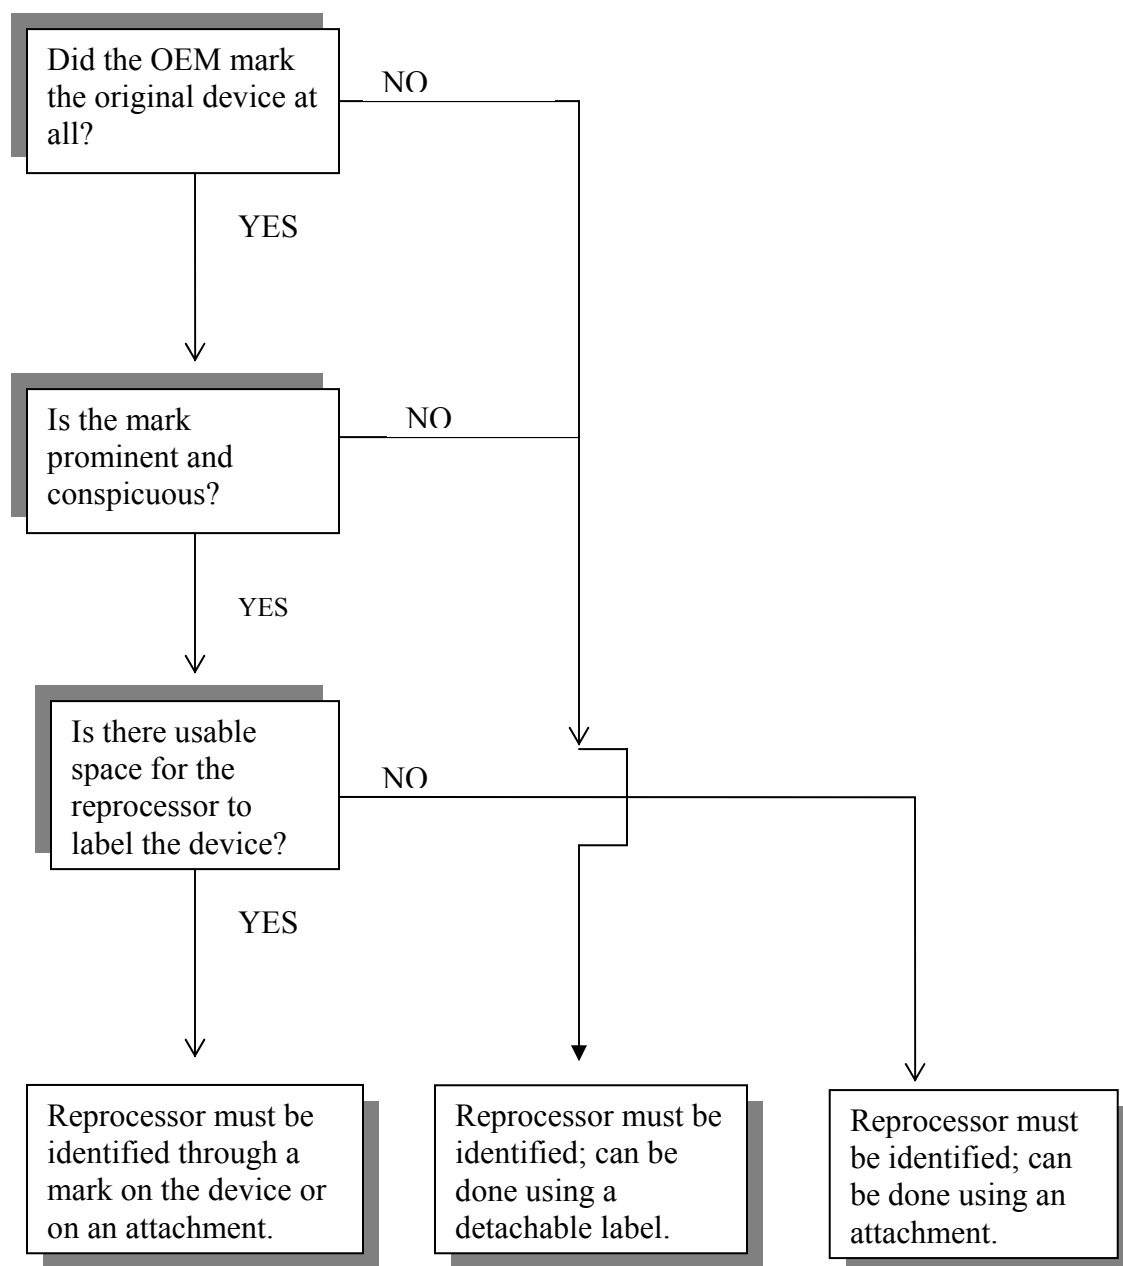 Did the OEM mark
the original device at
all?
NO
YES
Is the mark
prominent and
conspicuous?
NO
YES
Is there usable
space for the
reprocessor to
label the device?
NO
YES
Reprocessor must be
identified through a
mark on the device or
on an attachment.
Reprocessor must be
identified; can be
done using a
detachable label.
Reprocessor must
be identified; can
be done using an
attachment.